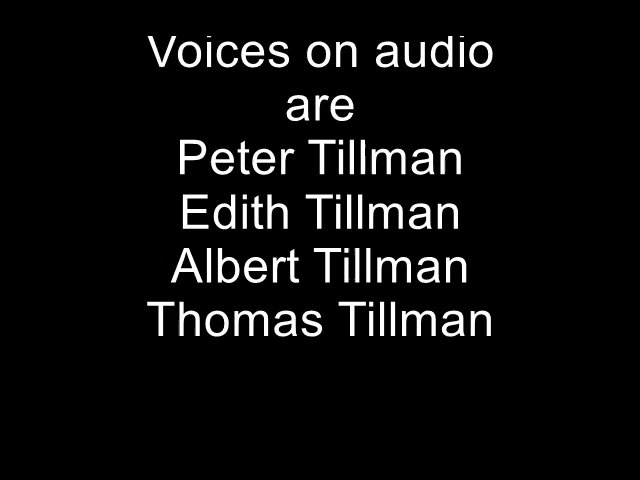 Voices on audio
are
Peter Tillman
Edith Tillman
Albert Tillman
Thomas Tillman